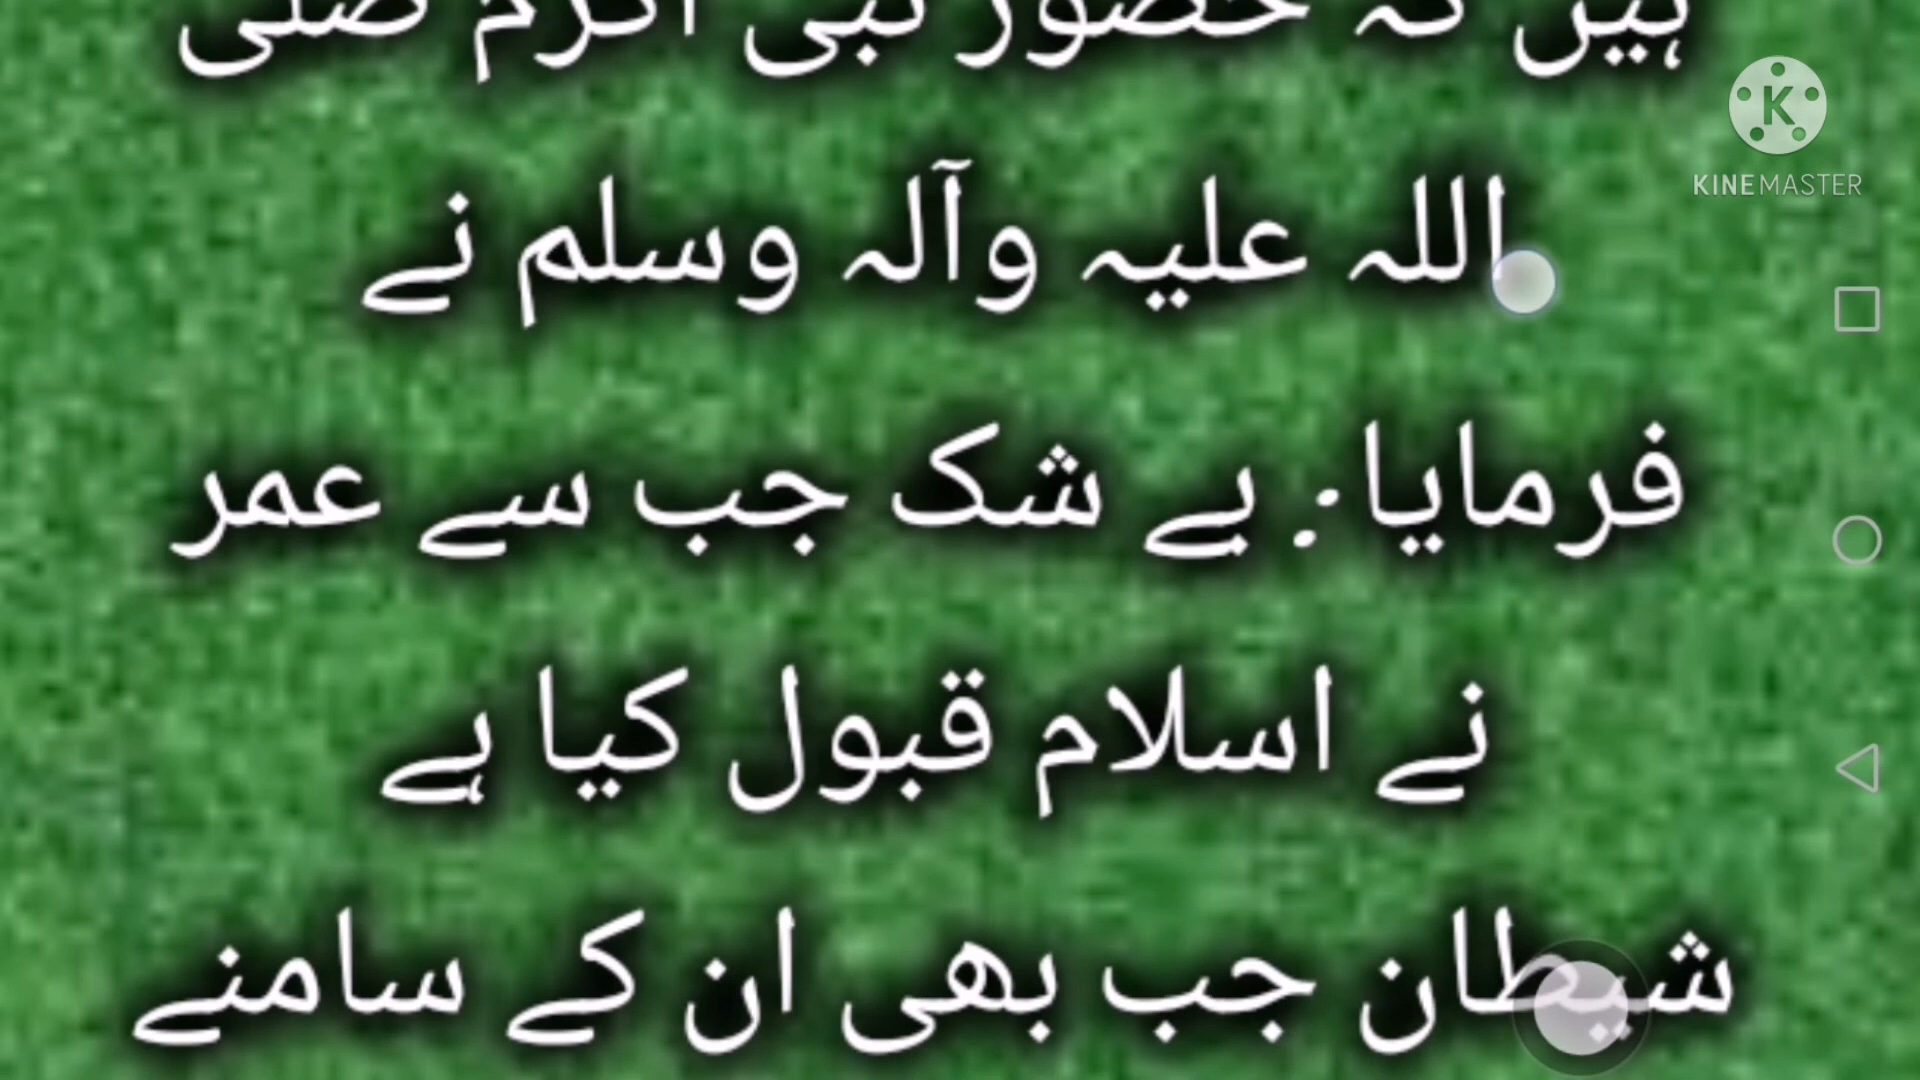 ہیں کہ حضور نبی اکرم صلی
اللہ علیہ وآلہ وسلم نے
فرمایا: بے شک جب سے عمر
نے اسلام قبول کیا ہے
شیطان جب بھی ان کے سامنے
K
KINEMASTER